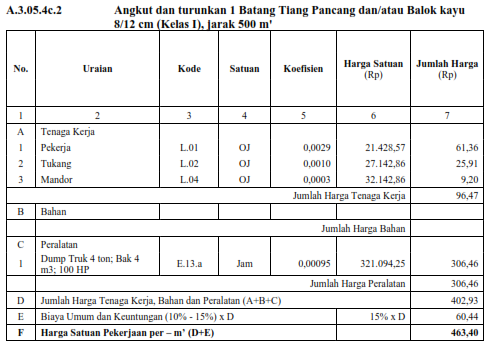 A.3.05.4c.2 Angkut dan turunkan 1 Batang Tiang Pancang dan/atau Balok kayu
8/12 cm (Kelas I), jarak 500 m'
No. Uraian Kode Satuan Koefisien Harga Satuan (Rp) Jumlah Harga (Rp)
1 2 3 4 5 6 7
A Tenaga Kerja
1 Pekerja L.01 OJ 0,0029 21.428,57 61,36
2 Tukang L.02 OJ 0,0010 27.142,86 25,91
3 Mandor L.04 OJ 0,0003 32.142,86 9,20
Jumlah Harga Tenaga Kerja 96,47
B Bahan
Jumlah Harga Bahan
C Peralatan
1 Dump Truk 4 ton; Bak 4 m3; 100 HP E.13.a Jam 0,00095 321.094,25 306,46
Jumlah Harga Peralatan 306,46
D Jumlah Harga Tenaga Kerja, Bahan dan Peralatan (A+B+C) 402,93
E Biaya Umum dan Keuntungan (10% - 15%) x D 15% x D 60,44
F Harga Satuan Pekerjaan per – m' (D+E) 463,40